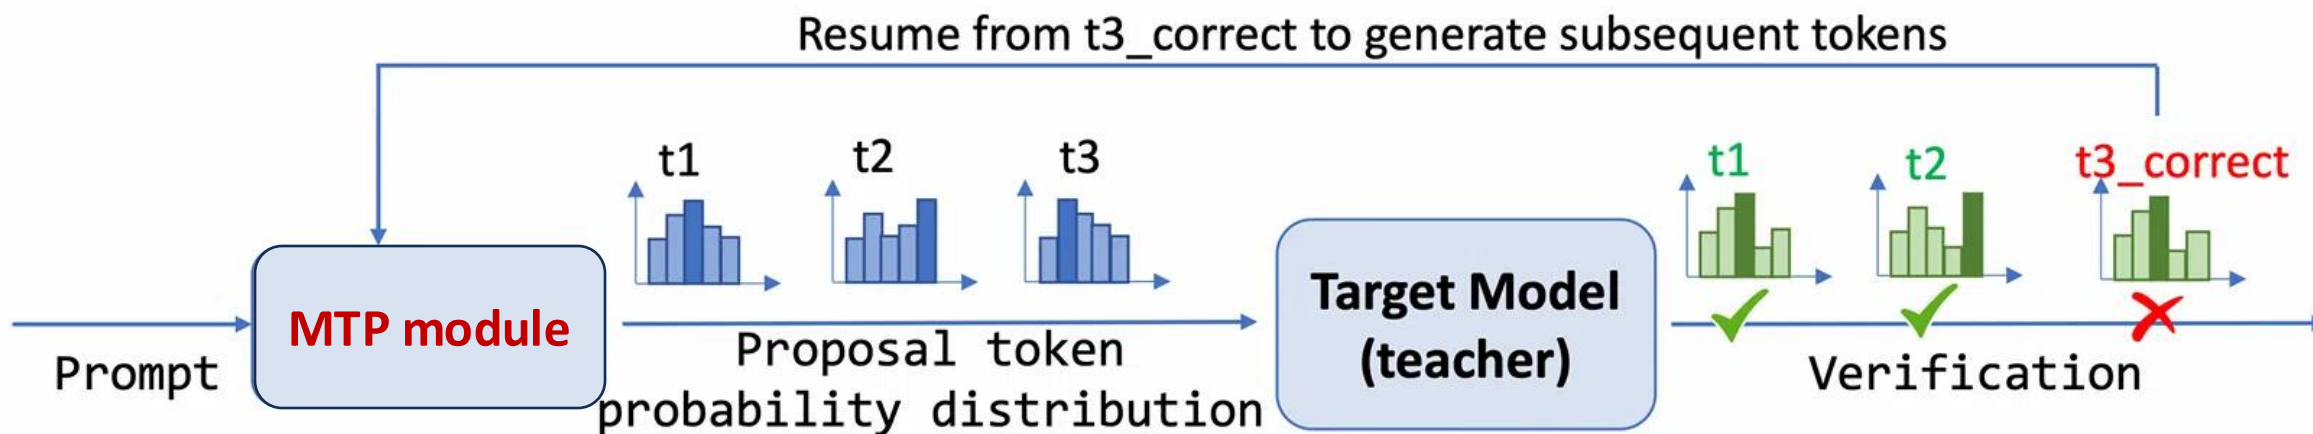 Resume from t3_correct to generate subsequent tokens
t1
t2
t3
t1
t2
t3_correct
Prompt
MTP module
Proposal token
probability distribution
Target Model
(teacher)
Verification